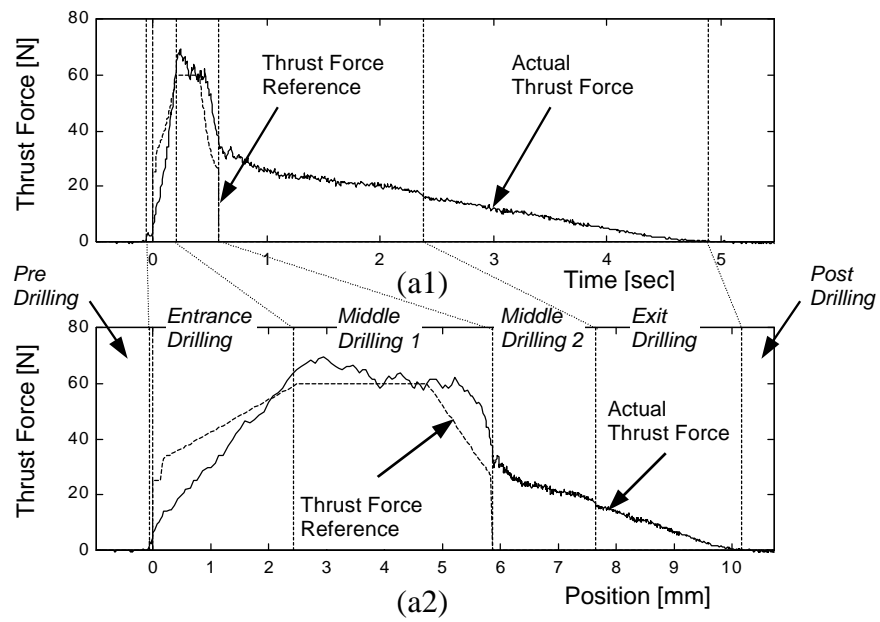 80
60
40
20
0
Thrust Force [N]
Thrust Force
Reference
Actual
Thrust Force
0 1 2 3 4 5
(a1)
Time [sec]
Pre
Drilling
Post
Drilling
80
60
40
20
0
Thrust Force [N]
Entrance
Drilling
Middle
Drilling 1
Middle
Drilling 2
Exit
Drilling
Actual
Thrust Force
Thrust Force
Reference
0 1 2 3 4 5 6 7 8 9 10
(a2)
Position [mm]